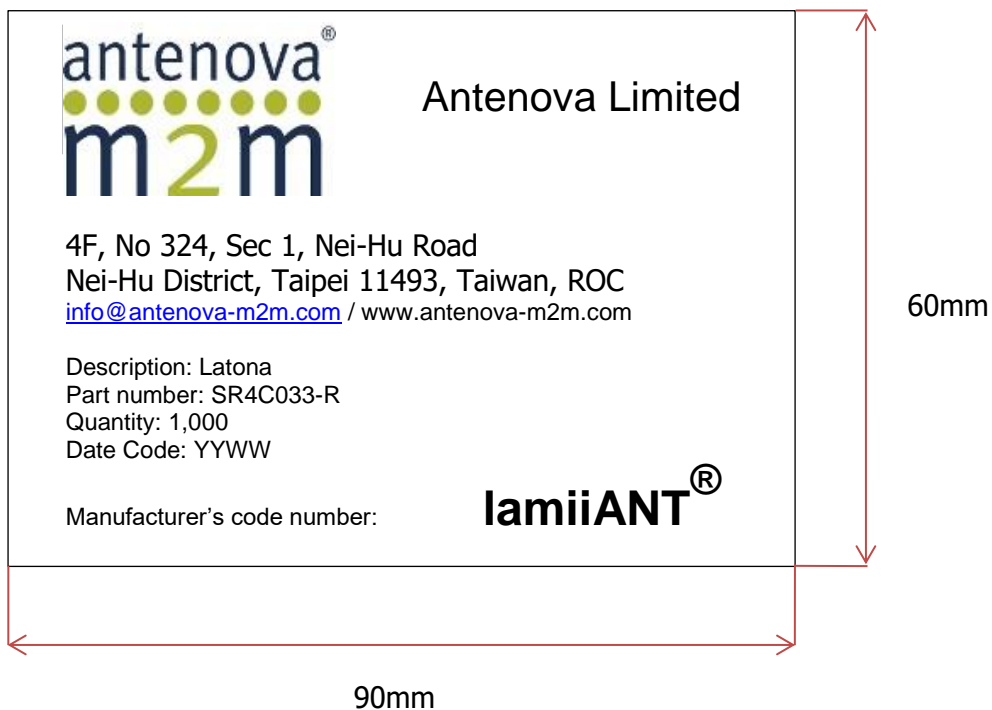 antenova®
m2m
Antenova Limited
4F, No 324, Sec 1, Nei-Hu Road
Nei-Hu District, Taipei 11493, Taiwan, ROC
info@antenova-m2m.com / www.antenova-m2m.com
Description: Latona
Part number: SR4C033-R
Quantity: 1,000
Date Code: YYWW
Manufacturer’s code number:
lamiiANT®
60mm
90mm